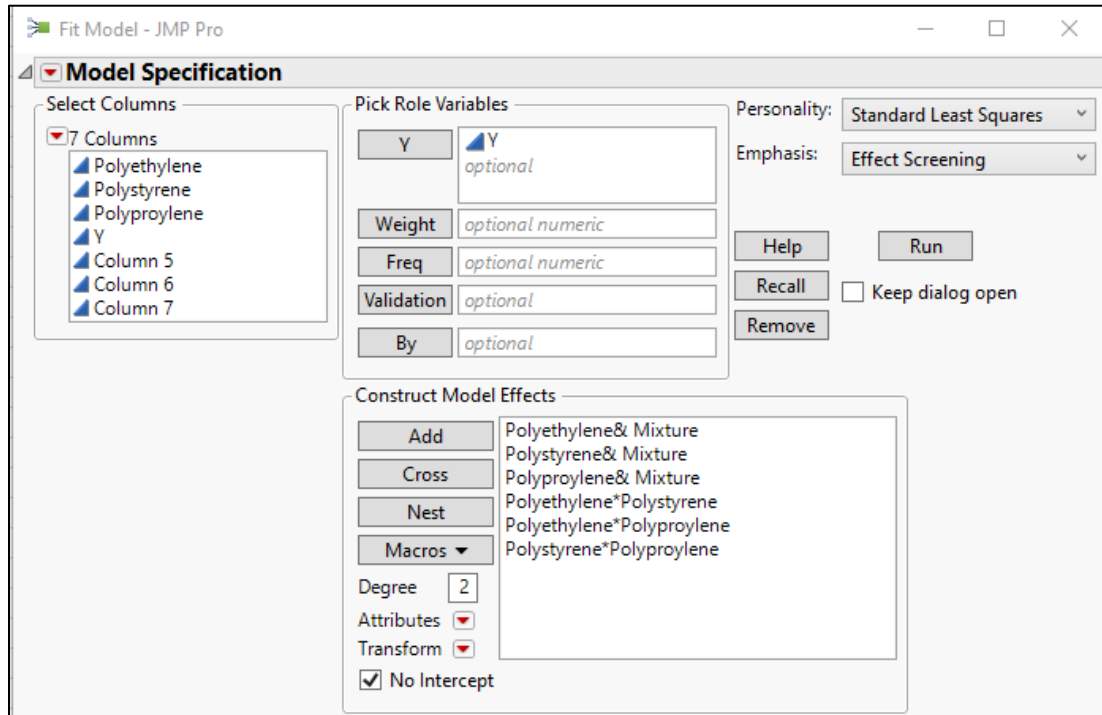 Fit Model - JMP Pro
Model Specification
Select Columns
7 Columns
Polyethylene
Polystyrene
Polyproylene
Y
Column 5
Column 6
Column 7
Pick Role Variables
Y
Y
optional
Weight
optional numeric
Freq
optional numeric
Validation
optional
By
optional
Personality:
Standard Least Squares
Emphasis:
Effect Screening
Help
Run
Recall
Keep dialog open
Remove
Construct Model Effects
Add
Cross
Nest
Macros
Degree
2
Attributes
Transform
No Intercept
Polyethylene& Mixture
Polystyrene& Mixture
Polyproylene& Mixture
Polyethylene*Polystyrene
Polyethylene*Polyproylene
Polystyrene*Polyproylene